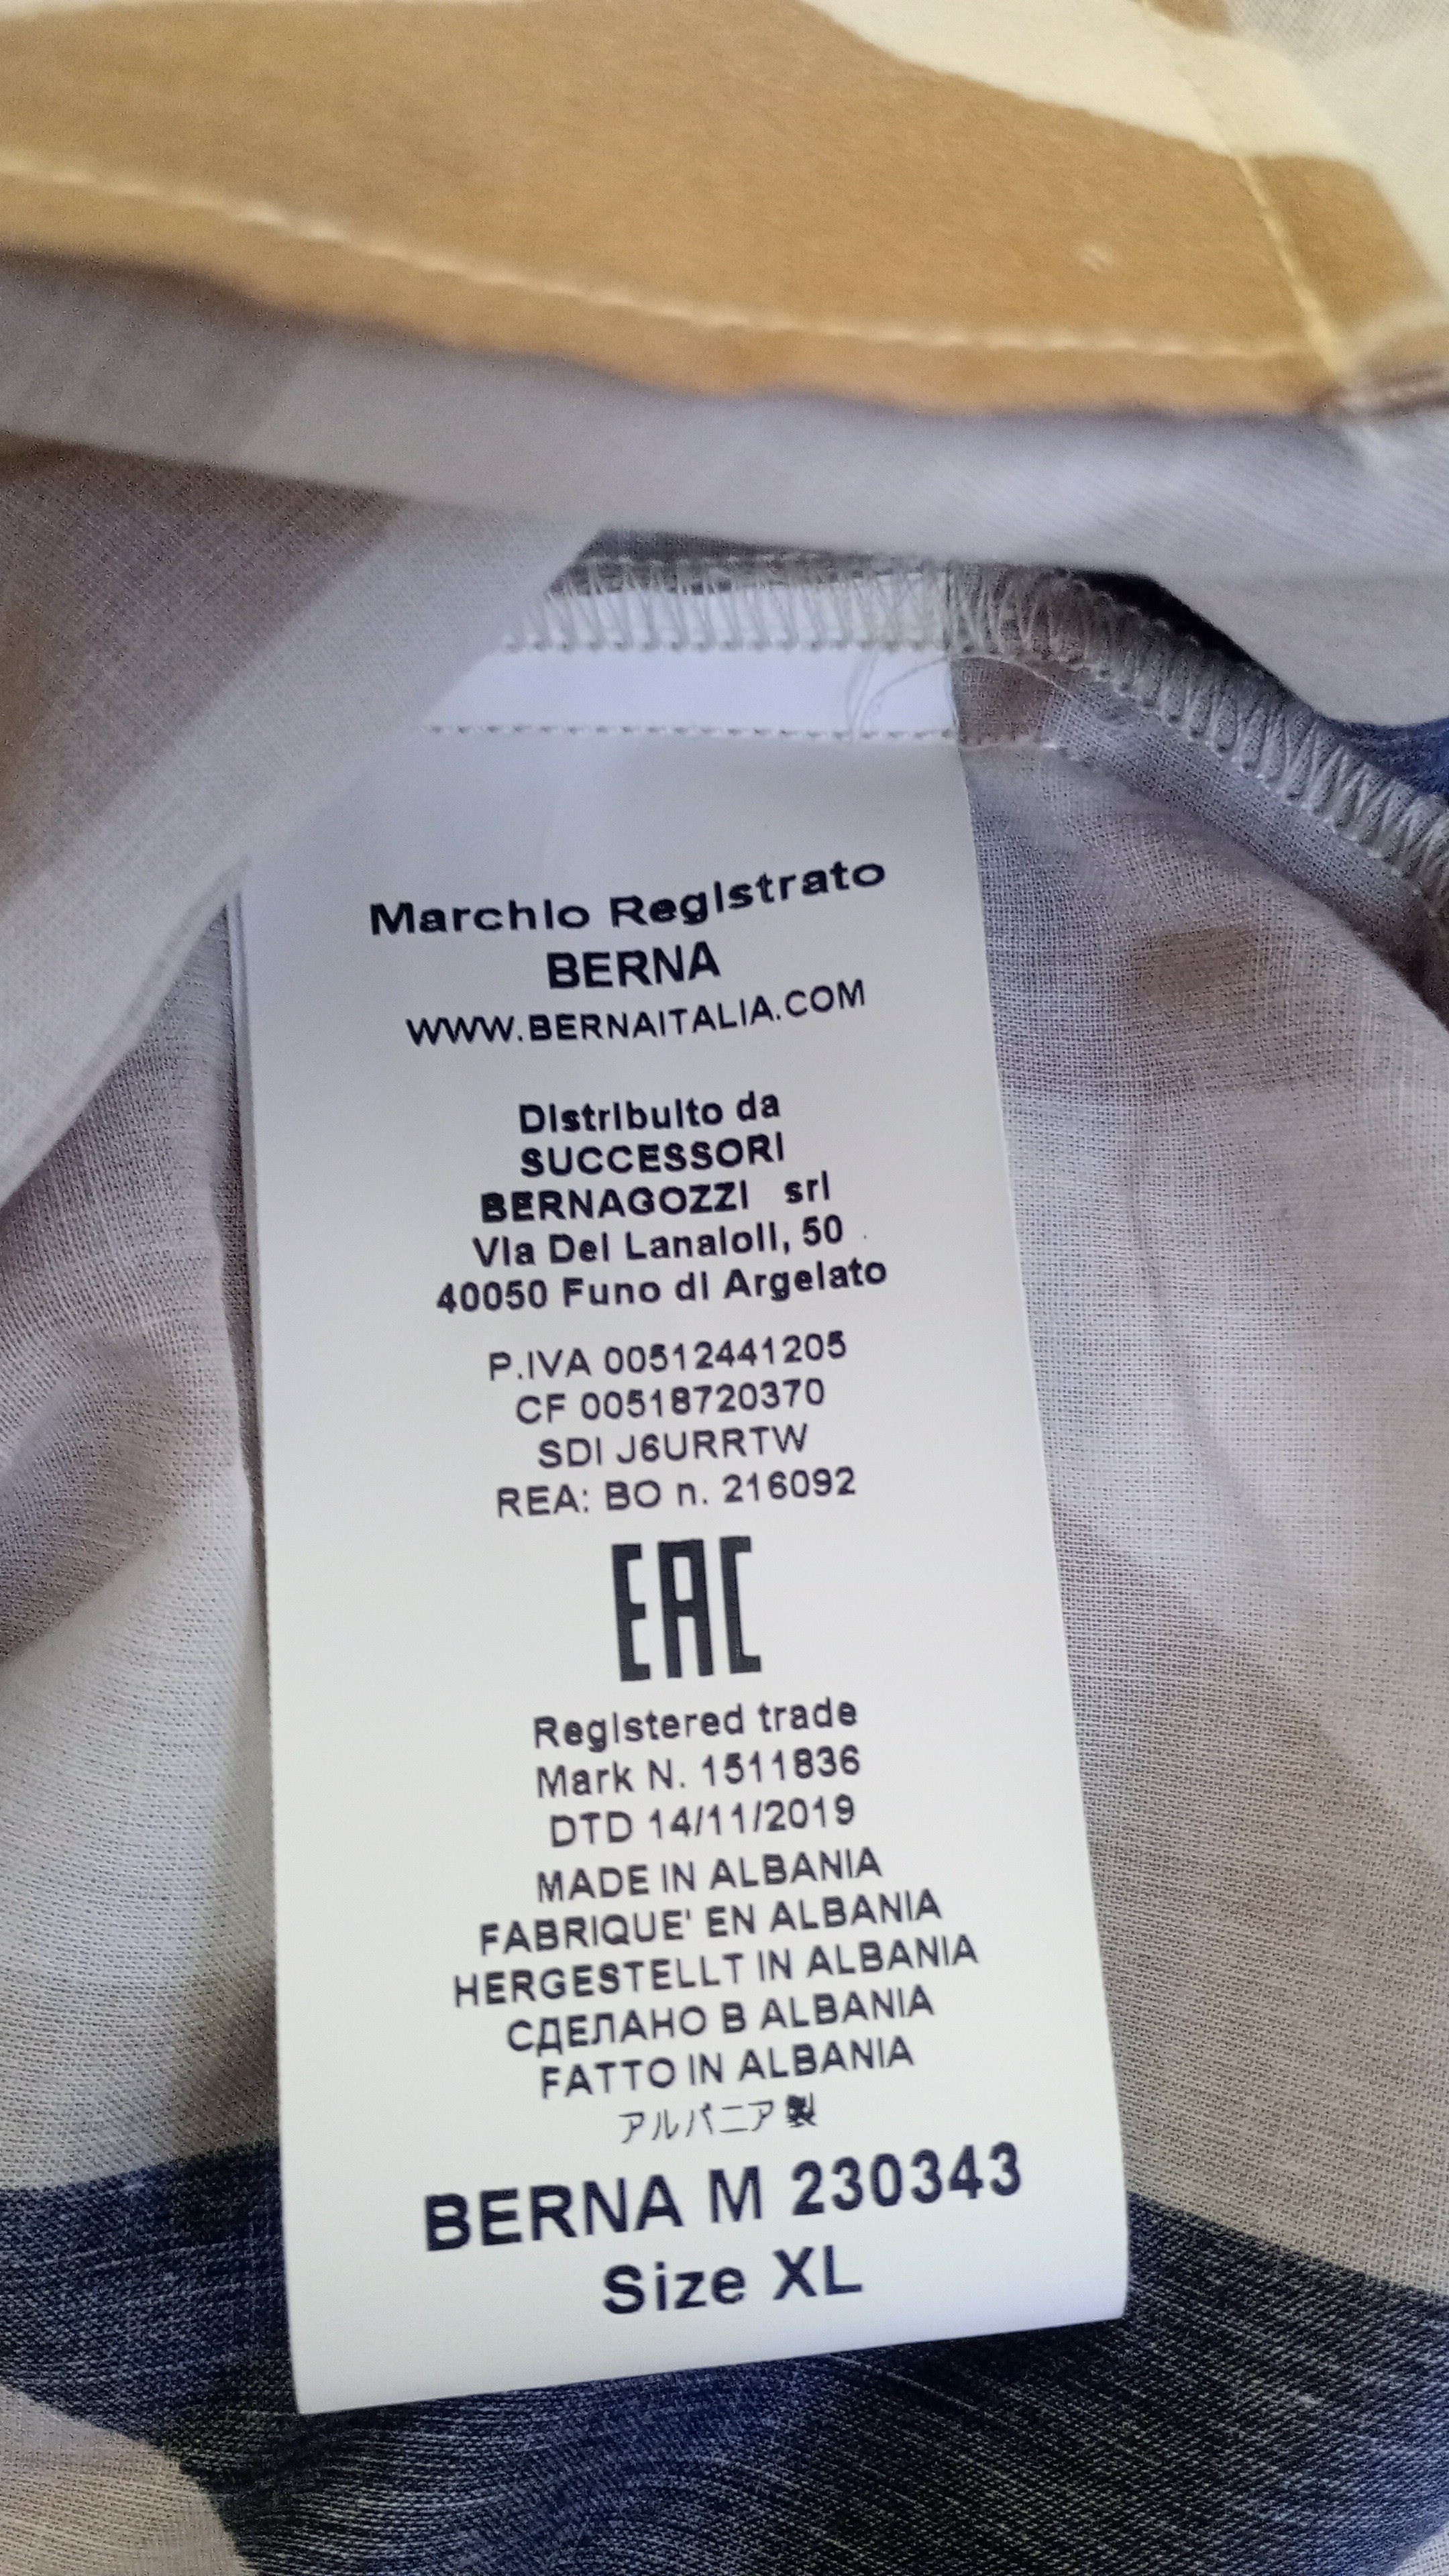 Marchio Registrato
BERNA
WWW.BERNAITALIA.COM
Distribuito da
SUCCESSORI
BERNAGOZZI srl
Via Dei Lanaioli, 50
40050 Funo di Argelato
P.IVA 00512441205
CF 00518720370
SDI J6URRTW
REA: BO n. 216092
EAC
Registered trade
Mark N. 1511836
DTD 14/11/2019
MADE IN ALBANIA
FABRIQUE' EN ALBANIA
HERGESTELLT IN ALBANIA
СДЕЛАНО В ALBANIA
FATTO IN ALBANIA
アルバニア製
BERNA M 230343
Size XL